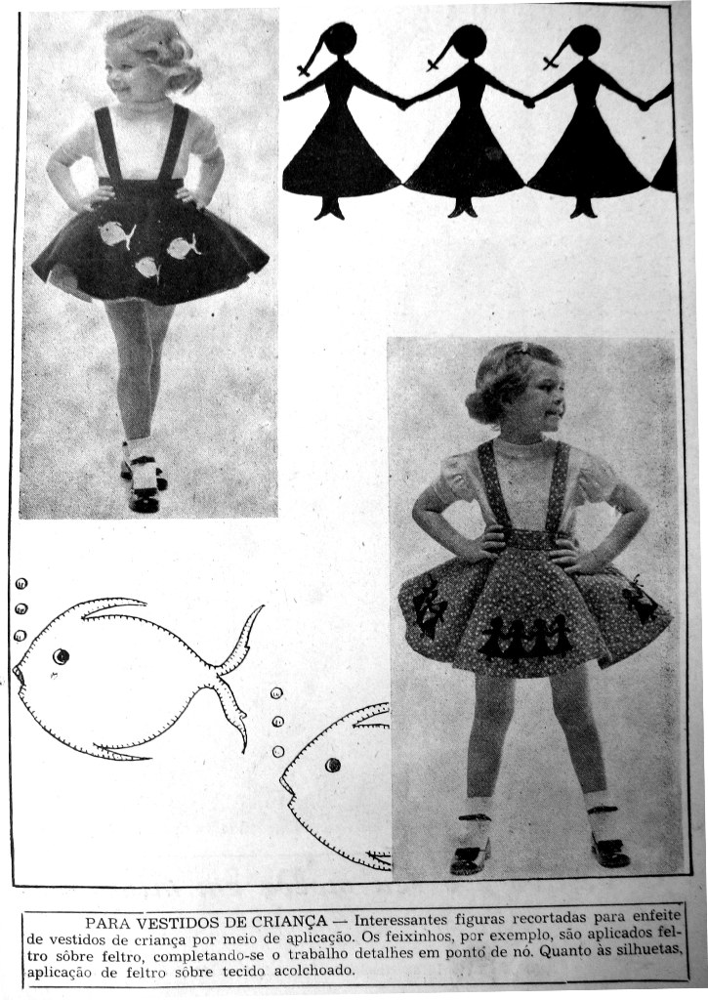 PARA VESTIDOS DE CRIANÇA — Interessantes figuras recortadas para enfeite
de vestidos de criança por meio de aplicação. Os feixinhos, por exemplo, são aplicados fel-
tro sôbre feltro, completando-se o trabalho detalhes em ponto de nó. Quanto às silhuetas,
aplicação de feltro sôbre tecido acolchoado.